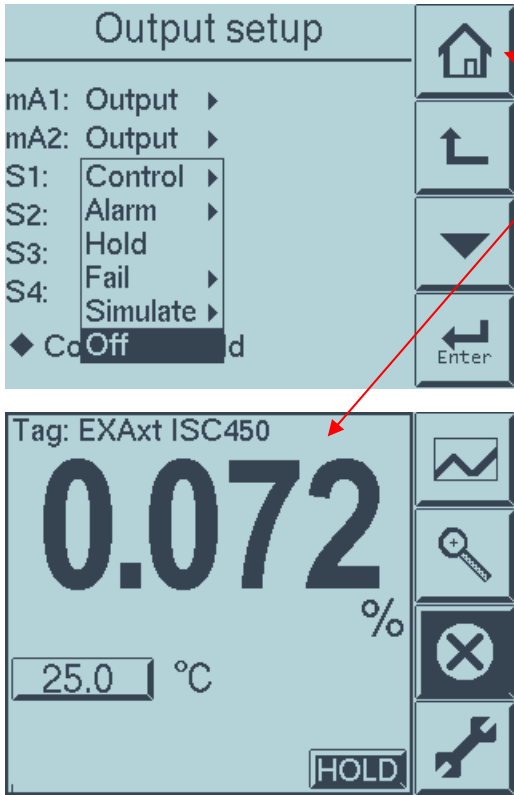 Output setup
mA1: Output
mA2: Output
S1: Control
S2: Alarm
S3: Hold
S4: Fail
Simulate
Off
Co d
Enter
Tag: EXAxt ISC450
0.072
%
25.0 °C
HOLD